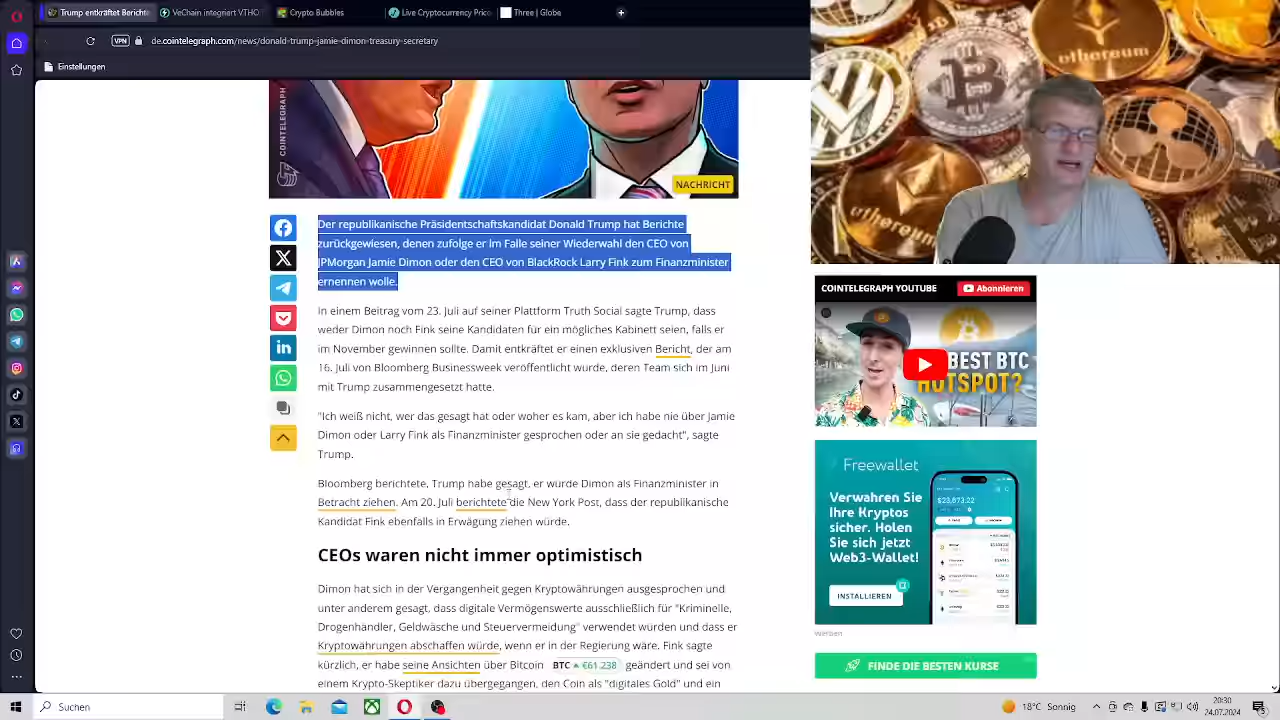 Trump entkräftet Berichte
VeChain integriert VTHO
Crypto Bubbles
Live Cryptocurrency Price
Three | Globe
VPN
de.cointelegraph.com/news/donald-trump-jamie-dimon-treasury-secretary
Einstellungen
COINTELEGRAPH
NACHRICHT
ethereum
ethereum
Der republikanische Präsidentschaftskandidat Donald Trump hat Berichte
zurückgewiesen, denen zufolge er im Falle seiner Wiederwahl den CEO von
JPMorgan Jamie Dimon oder den CEO von BlackRock Larry Fink zum Finanzminister
ernennen wolle.
In einem Beitrag vom 23. Juli auf seiner Plattform Truth Social sagte Trump, dass
weder Dimon noch Fink seine Kandidaten für ein mögliches Kabinett seien, falls er
im November gewinnen sollte. Damit entkräftet er einen exklusiven Bericht, der am
Juli von Bloomberg Businessweek veröffentlicht wurde, deren Team sich im Juni
mit Trump zusammengesetzt hatte.
"Ich weiß nicht, wer das gesagt hat oder woher es kam, aber ich habe nie über Jamie
Dimon oder Larry Fink als Finanzminister gesprochen oder an sie gedacht", sagte
Trump.
Bloomberg berichtete, Trump habe gesagt, er würde Dimon als Finanzminister in
Betracht ziehen. Am 20. Juli berichtete die New York Post, dass der republikanische
Kandidat Fink ebenfalls in Erwägung ziehen würde.
CEOs waren nicht immer optimistisch
Dimon habt sich in der Vergangenheit gegen Kryptowährungen ausgesprochen und
unter anderem gesagt, dass digitale Vermögenswerte ausschließlich für "Kriminelle,
Drogenhändler, Geldwäsche und Steuervermeidung" verwendet würden und dass er
Kryptowährungen abschaffen würde, wenn er in der Regierung wäre. Fink sagte
kürzlich, er habe seine Ansichten über Bitcoin BTC €61.238 geändert und sei von
einem Krypto-Skeptiker dazu übergegangen, den Coin als "digitales Gold" und ein
COINTELEGRAPH YOUTUBE
Abonnieren
BEST BTC
HOTSPOT?
Freewallet
Verwahren Sie
Ihre Kryptos
sicher. Holen
Sie sich jetzt
Web3-Wallet!
INSTALLIEREN
$23,673.22
Werben
FINDE DIE BESTEN KURSE
Suchen
18°C Sonnig
20:30
24.07.2024